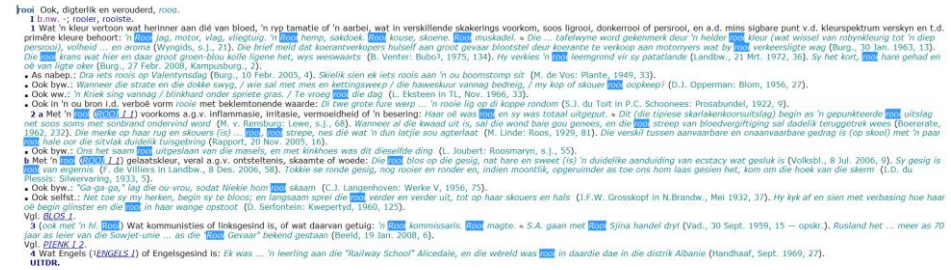 rooi Ook, digterlik en verouderd, rood.
I b.nw. -; rooier, rooiste.
1 Wat 'n kleur vertoon wat herinner aan dié van bloed, 'n ryp tamatie of 'n aarbei, wat in verskillende skakerings voorkom, soos ligrooi, donkerrooi of persrooi, en a.d. mins sigbare punt v.d. kleurspektrum verskyn en t.d.
primêre kleure behoort: 'n Rooi jag, motor, vlag, vliegtuig. 'n Rooi hemp, sakdoek. Rooi kouse, skoene. Rooi muskadel. ≈ Die ... tafelwyne word gekenmerk deur 'n helder rooi kleur (wat wissel van robynkleurig tot 'n diep
persrooi), volheid ... en aroma (Wyngids, s.j., 21). Die brief meld dat koerantverkopers hulself aan groot gevaar blootstel deur koerante te verkoop aan motorryers wat by rooi verkeersligte wag (Burg., 30 Jan. 1963, 13).
Die rooi krans wat hier en daar groot groen-blou kolle ligene het, wys weswaarts (B. Venter: Bubo³, 1975, 134). Hy verkies 'n rooi leemgrond vir sy patatlande (Landbw., 21 Mrt. 1972, 36). Sy het kort, rooi hare gehad en
oë van ligte oker (Burg., 27 Febr. 2008, Kampusburg., 2).
▪ As nabep.: Dra iets roois op Valentynsdag (Burg., 10 Febr. 2005, 4). Skielik sien ek iets roois aan 'n ou boomstomp sit (M. de Vos: Plante, 1949, 33).
▪ Ook byw.: Wanneer die stratte en die dokke swyg, / wie sal met mes en kettingsweep / die haweskuur vannag bedreig, / my kop of skouer rooi oopkeep? (D.J. Opperman: Blom, 1956, 27).
▪ Ook byw.: 'n Kriek sing vannag / blinkhard onder spriete gras. / Te vroeg rooi die dag (L. Eksteen in TL, Nov. 1966, 33).
▪ Ook in 'n ou bron i.d. verboë vorm rooie met beklemtonende waarde: Di twe grote fure werp ... 'n rooie lig op di koppe rondom (S.J. du Toit in P.C. Schoonees: Prosabundel, 1922, 9).
2 a Met 'n rooi (ROOI I 1) voorkoms a.g.v. inflammasie, irritasie, vermoeidheid of 'n besering: Haar oë was rooi en sy was totaal uitgeput. ≈ Dit (die tipiese skarlakenkoorsuitslag) begin as 'n gepunkteerde rooi uitslag
net soos soms met sonbrand ondervind word (M. v. Rensburg: Lewe, s.j., 68). Wanneer al die kwaad uit is, sal die wond baie gou genees, en die rooi streep van bloedvergiftiging sal dadelik teruggetrek wees (Boererate,
1962, 232). Die merke op haar rug en skouers (is) ... rooi, rooi strepe, nes dié wat 'n dun latjie sou agterlaat (M. Linde: Roos, 1929, 81). Die verskil tussen aanvaarbare en onaanvaarbare gedrag is (op skool) met 'n paar
rooi hale oor die sitvlak duidelik tuisgebring (Rapport, 20 Nov. 2005, 16).
▪ Ook byw.: Ons het saam rooi uitgeslaan van die masels, en met kinkhoes was dit dieselfde ding (L. Joubert: Roosmaryn, s.j., 55).
b Met 'n rooi (ROOI I 1) gelaatskleur, veral a.g.v. ontsteltenis, skaamte of woede: Die rooi blos op die gesig, nat hare en sweet (is) 'n duidelike aanduiding van ecstacy wat gesluk is (Volksbl., 8 Jul. 2006, 9). Sy gesig is
rooi van ergernis (F. de Villiers in Landbw., 8 Des. 2006, 58). Tokkie se ronde gesig, nog rooier en ronder en, indien moontlik, opgeruimder as toe ons hom laas gesien het, kom om die hoek van die skerm (I.D. du
Plessis: Silwervaring, 1933, 5).
▪ Ook byw.: "Ga-ga-ga," lag die ou-vrou, sodat Niekie hom rooi skaam (C.J. Langenhoven: Werke V, 1956, 75).
▪ Ook selfst.: Net toe sy my herken, begin sy te bloos; en langsaam sprei die rooi verder en verder uit, tot op haar skouers en hals (J.F.W. Grosskopf in N.Brandw., Mei 1932, 37). Hy kyk af en sien met verbasing hoe haar
oë begin glinster en die rooi in haar wange opstoot (D. Serfontein: Kwepertyd, 1960, 125).
Vgl. BLOS 1.
3 (ook met 'n hl. Rooi) Wat kommunisties of linksgesind is, of wat daarvan getuig: 'n Rooi kommissaris. Rooi magte. ≈ S.A. gaan met Rooi Sjina handel dryf (Vad., 30 Sept. 1959, 15 — opskr.). Rusland het ... meer as 70
jaar as leier van die Sowjet-unie ... as die "Rooi Gevaar" bekend gestaan (Beeld, 19 Jan. 2008, 6).
Vgl. PIENK I 2.
4 Wat Engels (¹ENGELS I) of Engelsgesind is: Ek was ... 'n leerling aan die "Railway School" Alicedale, en die wêreld was rooi in daardie dae in die distrik Albanie (Handhaaf, Sept. 1969, 27).
UITDR.